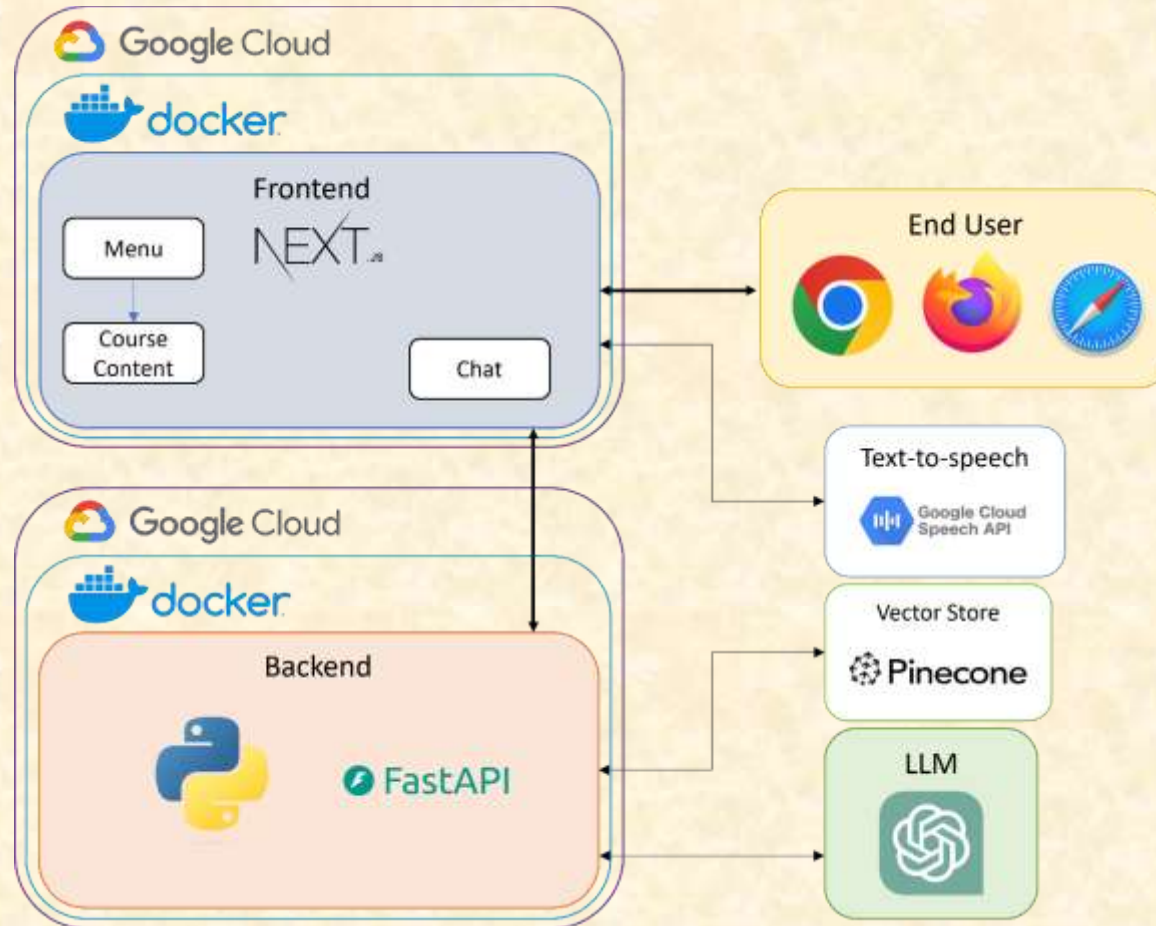 Google Cloud
docker
Frontend
NEXT.JS
Menu
Course
Content
Chat
End User
Text-to-speech
Google Cloud
Speech API
Google Cloud
docker
Backend
FastAPI
Vector Store
Pinecone
LLM